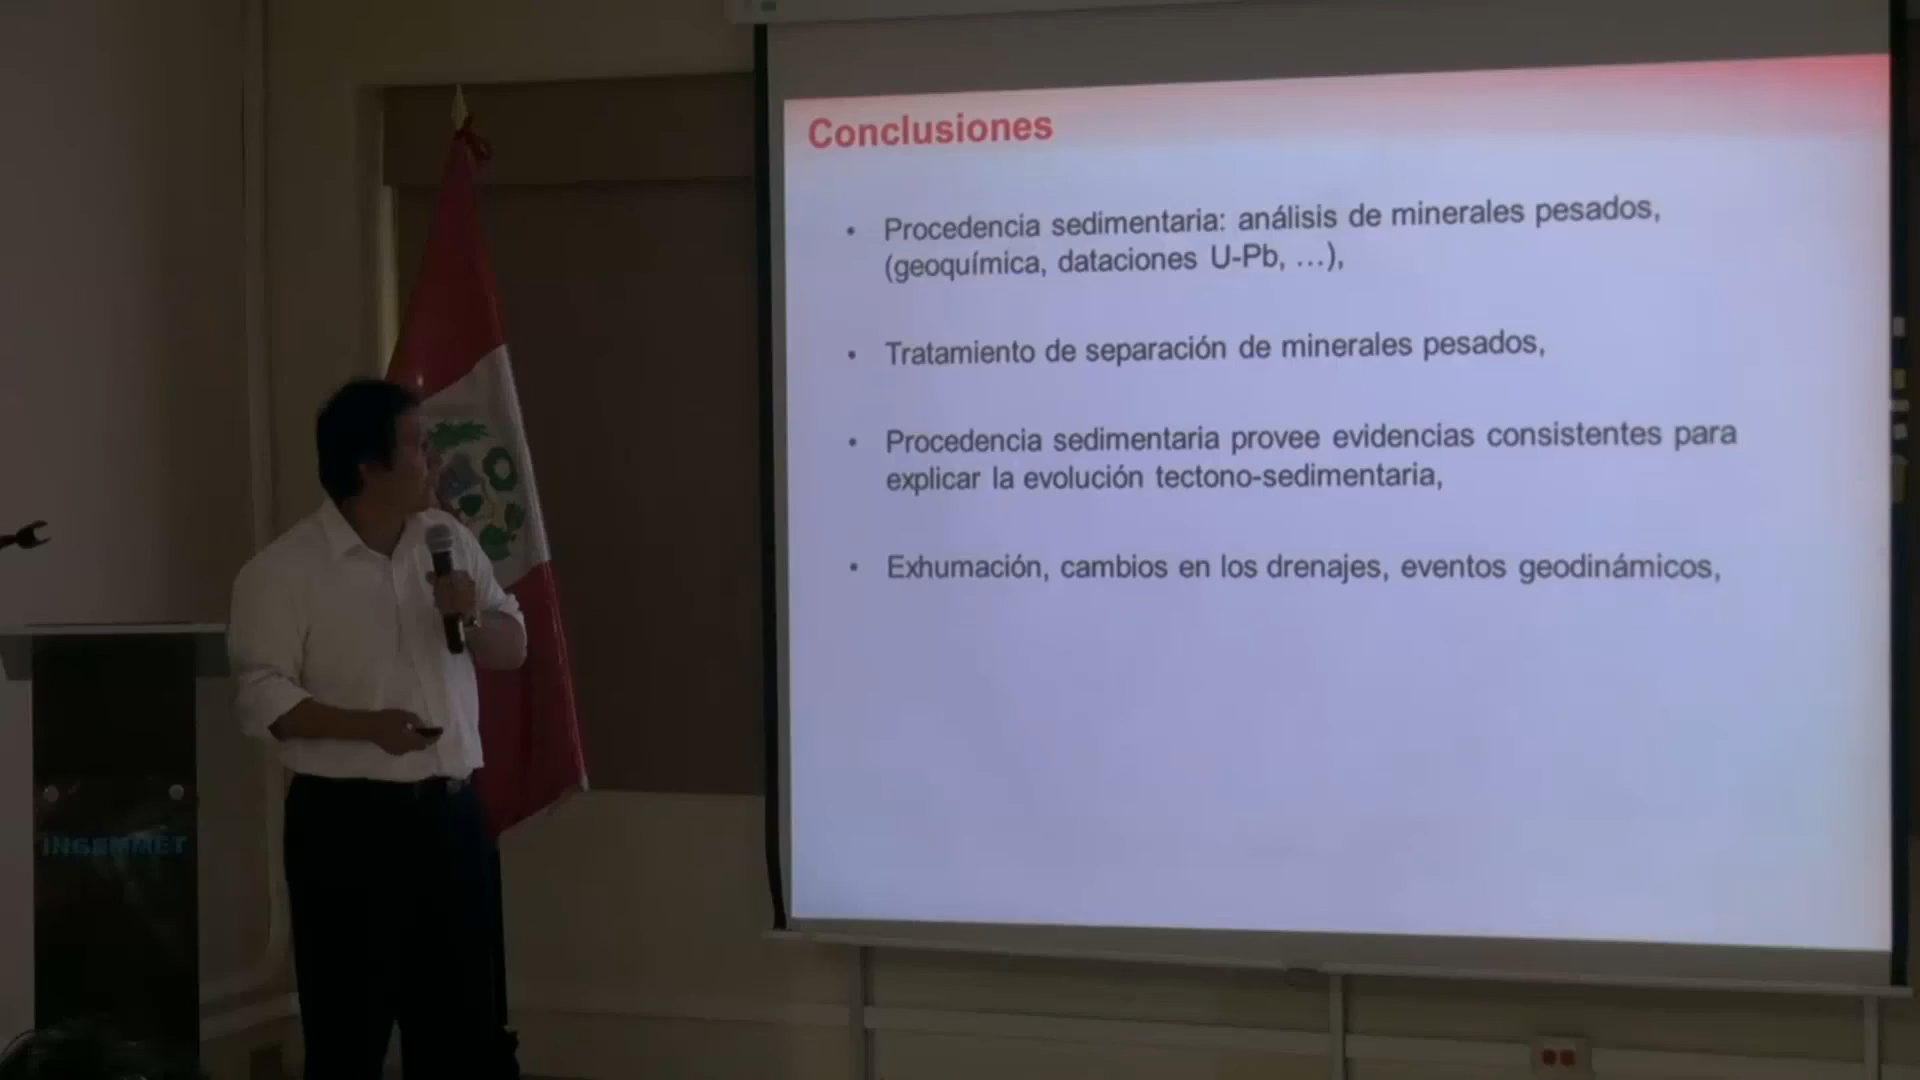 Conclusiones
• Procedencia sedimentaria: análisis de minerales pesados,
(geoquímica, dataciones U-Pb, ...),
• Tratamiento de separación de minerales pesados,
• Procedencia sedimentaria provee evidencias consistentes para
explicar la evolución tectono-sedimentaria,
• Exhumación, cambios en los drenajes, eventos geodinámicos,
INGEMMET